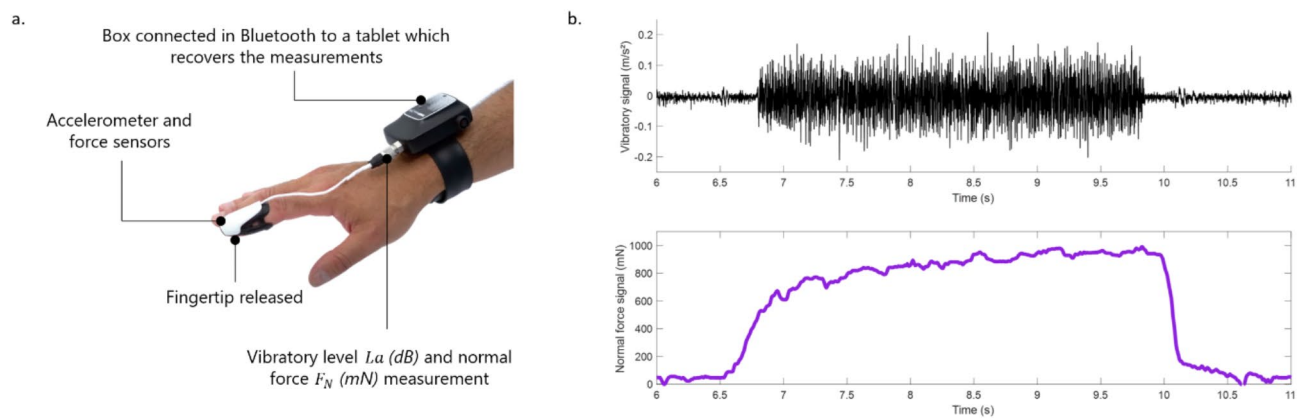 a.
Box connected in Bluetooth to a tablet which
recovers the measurements
Accelerometer and
force sensors
Fingertip released
Vibratory level La (dB) and normal
force F_N (mN) measurement
b.
Vibratory signal (m/s²)
0.2
0.1
0
-0.1
-0.2
6 6.5 7 7.5 8 8.5 9 9.5 10 10.5 11
Time (s)
Normal force signal (mN)
1000
800
600
400
200
0
6 6.5 7 7.5 8 8.5 9 9.5 10 10.5 11
Time (s)